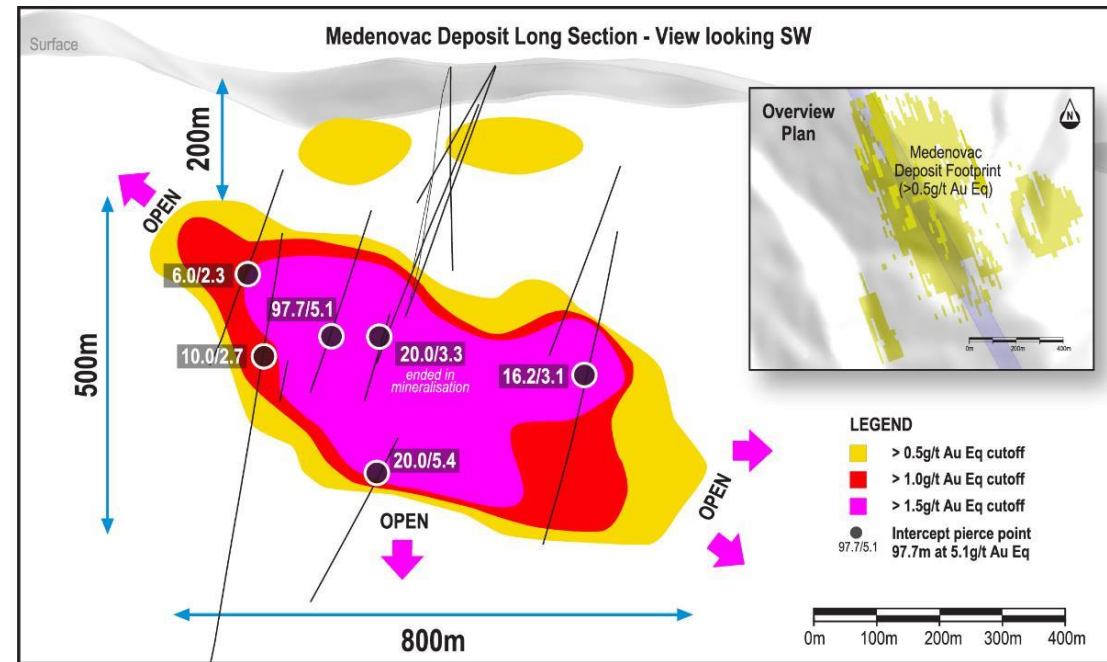 Medenovac Deposit Long Section - View looking SW
Surface
200m
Overview
Plan
N
Medenovac
Deposit Footprint
(>0.5g/t Au Eq)
0m 200m 400m
OPEN
500m
6.0/2.3
97.7/5.1
10.0/2.7
20.0/3.3
ended in
mineralisation
16.2/3.1
20.0/5.4
OPEN
OPEN
800m
LEGEND
> 0.5g/t Au Eq cutoff
> 1.0g/t Au Eq cutoff
> 1.5g/t Au Eq cutoff
Intercept pierce point
97.7/5.1 97.7m at 5.1g/t Au Eq
0m 100m 200m 300m 400m